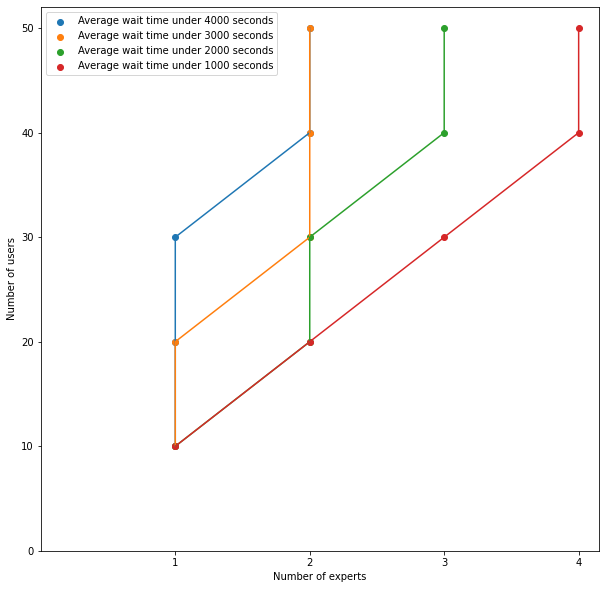 Average wait time under 4000 seconds
Average wait time under 3000 seconds
Average wait time under 2000 seconds
Average wait time under 1000 seconds
50
40
30
20
10
0
Number of users
1 2 3 4
Number of experts